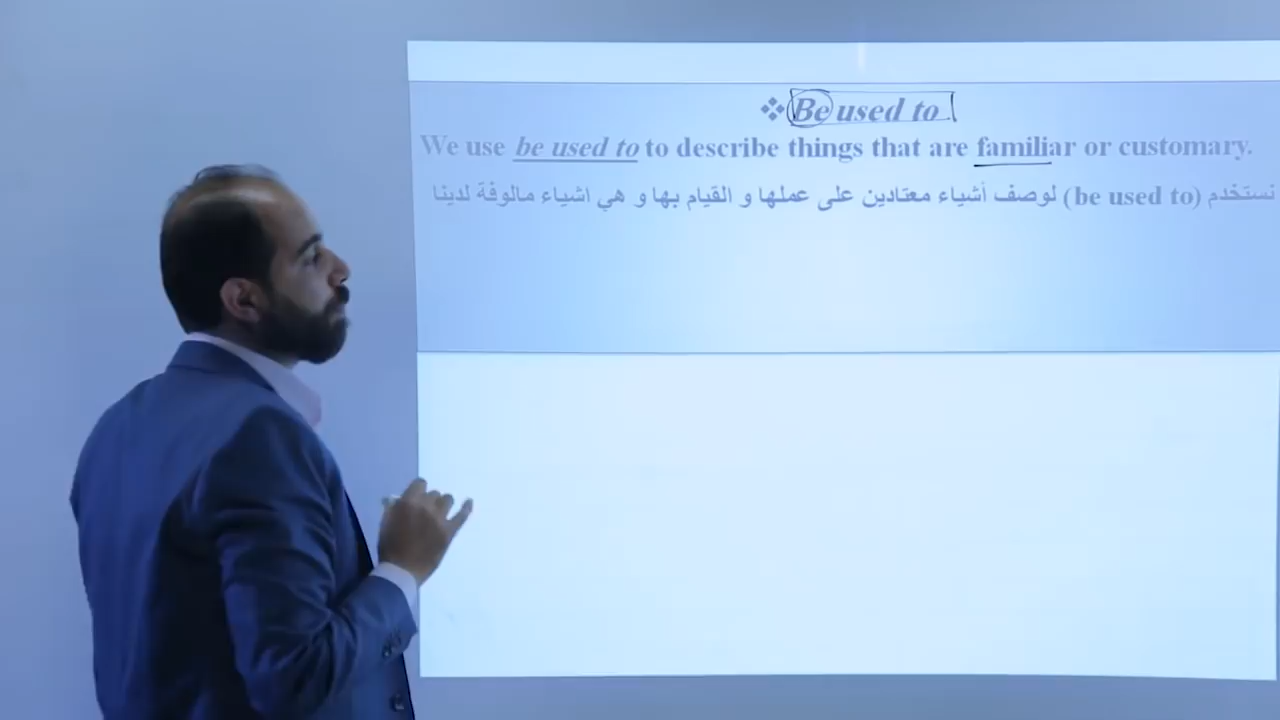 ❖ Be used to.
We use be used to to describe things that are familiar or customary.
نستخدم (be used to) لوصف أشياء معتادين على عملها و القيام بها و هي اشياء مالوفة لدينا